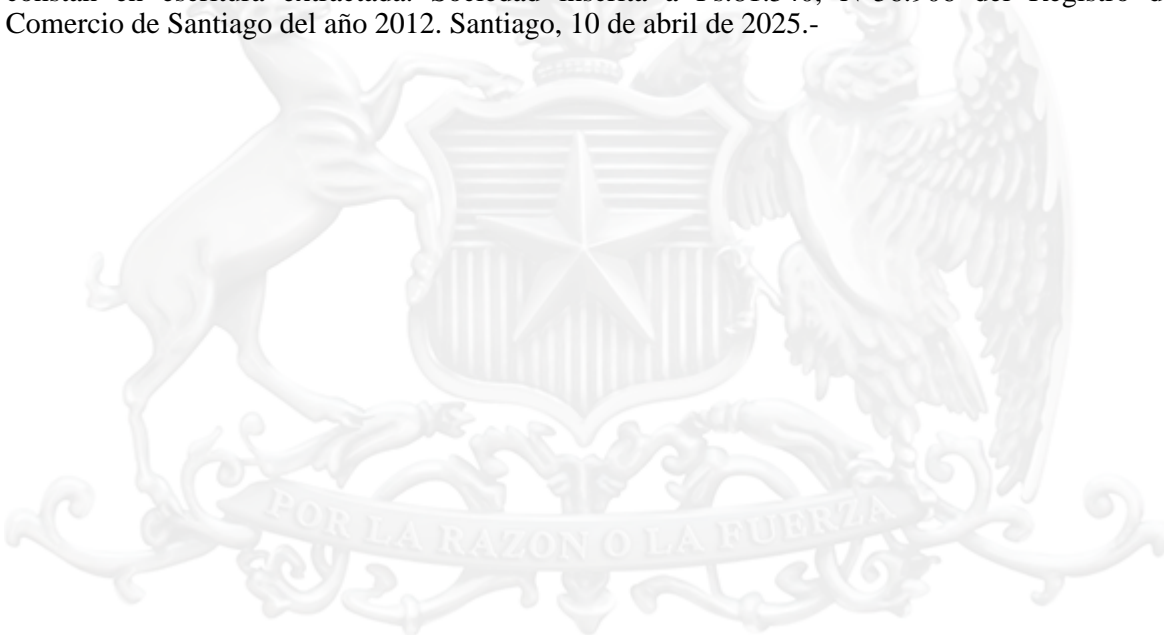 constan en escritura extractada. Sociedad inscrita a del Registro d
Comercio de Santiago del año 2012. Santiago, 10 de abril de 2025.-
POR LA RAZON O LA FUERZA